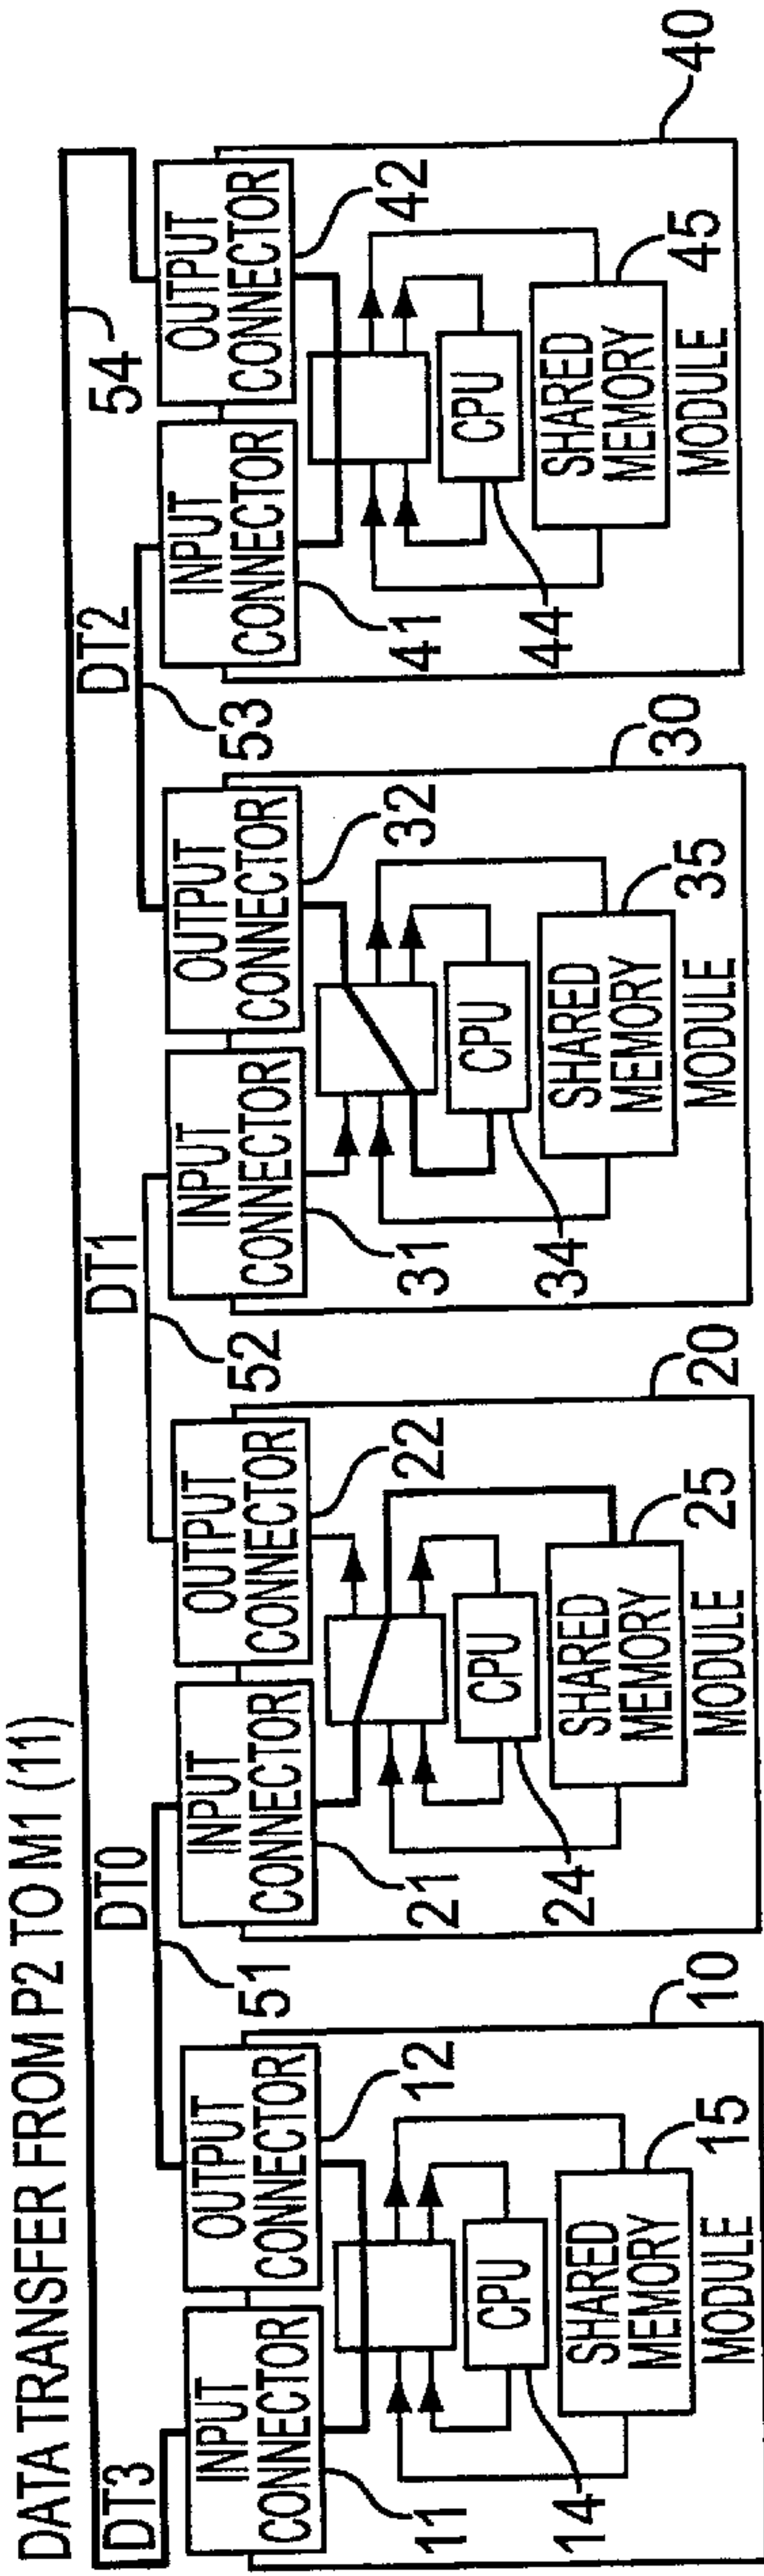 DATA TRANSFER FROM P2 TO M1 (11)
DT3
DT0
DT1
DT2
54
51
52
53
INPUT
CONNECTOR
OUTPUT
CONNECTOR
11
12
CPU
14
SHARED
MEMORY
15
MODULE
10
INPUT
CONNECTOR
OUTPUT
CONNECTOR
21
22
CPU
24
SHARED
MEMORY
25
MODULE
20
INPUT
CONNECTOR
OUTPUT
CONNECTOR
31
32
CPU
34
SHARED
MEMORY
35
MODULE
30
INPUT
CONNECTOR
OUTPUT
CONNECTOR
41
42
CPU
44
SHARED
MEMORY
45
MODULE
40